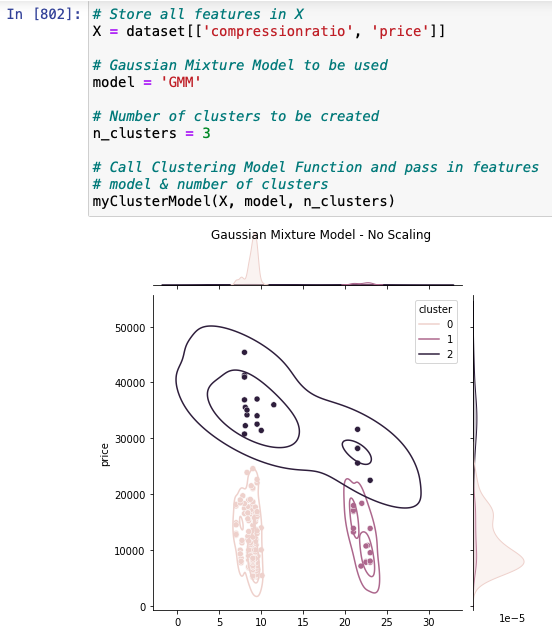 In [802]: # Store all features in X
X = dataset[['compressionratio', 'price']]
# Gaussian Mixture Model to be used
model = 'GMM'
# Number of clusters to be created
n_clusters = 3
# Call Clustering Model Function and pass in features
# model & number of clusters
myClusterModel(X, model, n_clusters)
Gaussian Mixture Model - No Scaling
cluster
0
1
2
50000
40000
30000
20000
10000
0
price
0 5 10 15 20 25 30
1e−5